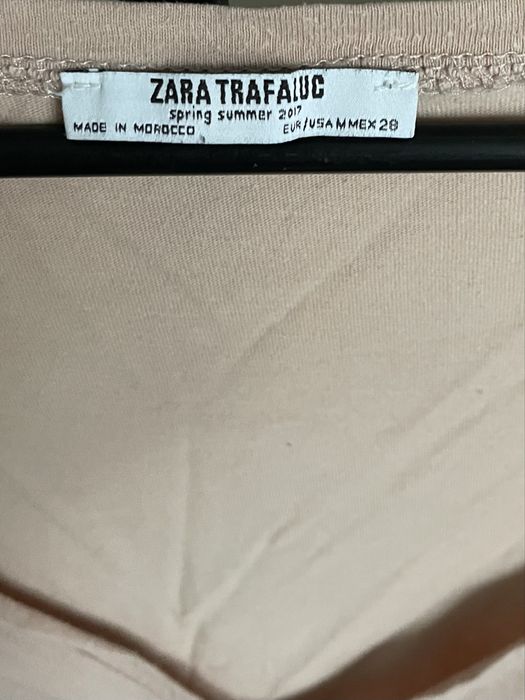 ZARA TRAFALUC
spring summer 2017
MADE IN MOROCCO EUR/USA M MEX 28